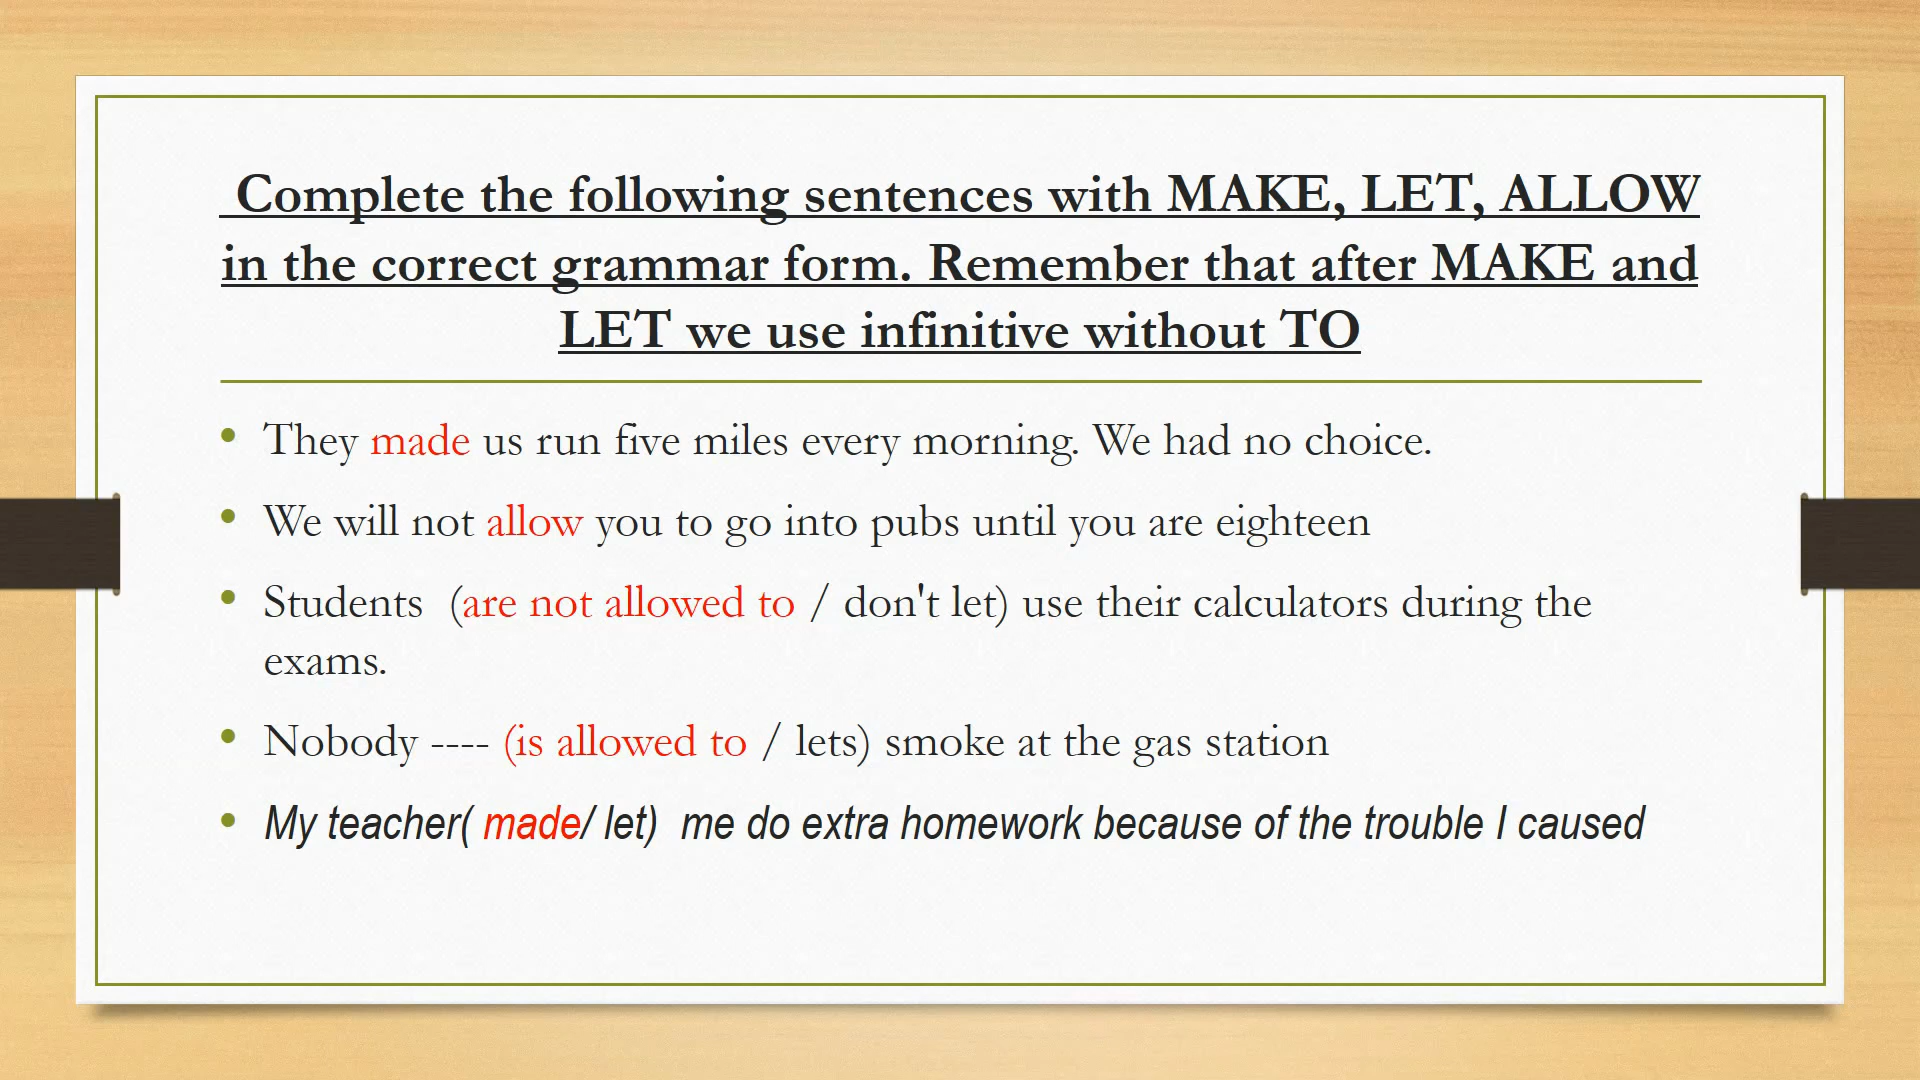 Complete the following sentences with MAKE, LET, ALLOW
in the correct grammar form. Remember that after MAKE and
LET we use infinitive without TO
• They made us run five miles every morning. We had no choice.
• We will not allow you to go into pubs until you are eighteen
• Students (are not allowed to / don't let) use their calculators during the
exams.
• Nobody ---- (is allowed to / lets) smoke at the gas station
• My teacher( made/ let) me do extra homework because of the trouble I caused